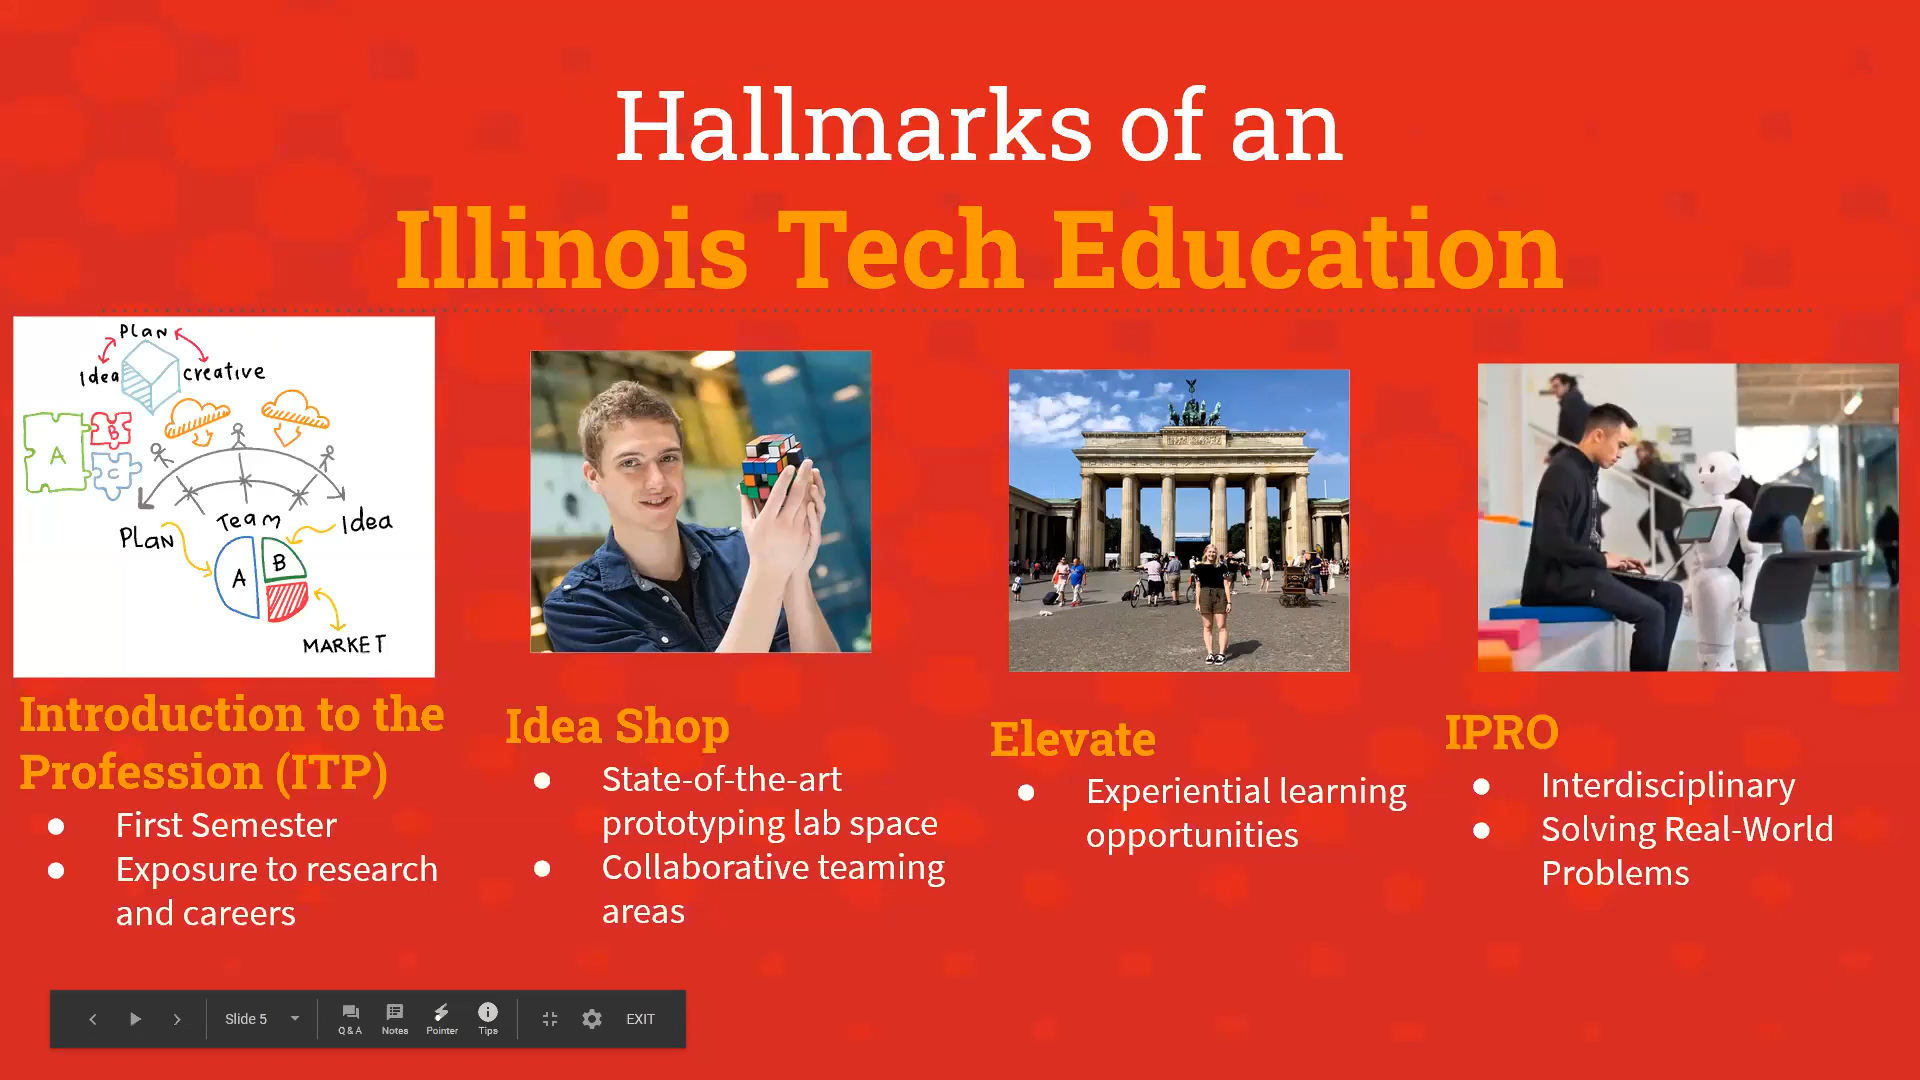 Hallmarks of an
Illinois Tech Education
Plan
Idea
creative
A
B
C
Plan
Team
Idea
A
B
MARKET
Introduction to the
Profession (ITP)
● First Semester
● Exposure to research
and careers
Idea Shop
● State-of-the-art
prototyping lab space
● Collaborative teaming
areas
Elevate
● Experiential learning
opportunities
IPRO
● Interdisciplinary
● Solving Real-World
Problems
Slide 5
Q & A
Notes
Pointer
Tips
EXIT